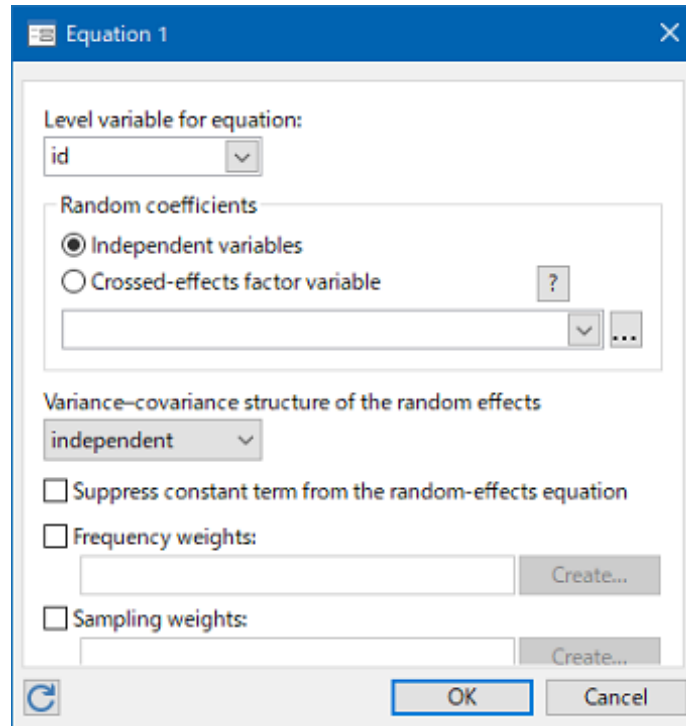 Equation 1
Level variable for equation:
id
Random coefficients
Independent variables
Crossed-effects factor variable
?
...
Variance–covariance structure of the random effects
independent
Suppress constant term from the random-effects equation
Frequency weights:
Create...
Sampling weights:
Create...
OK Cancel